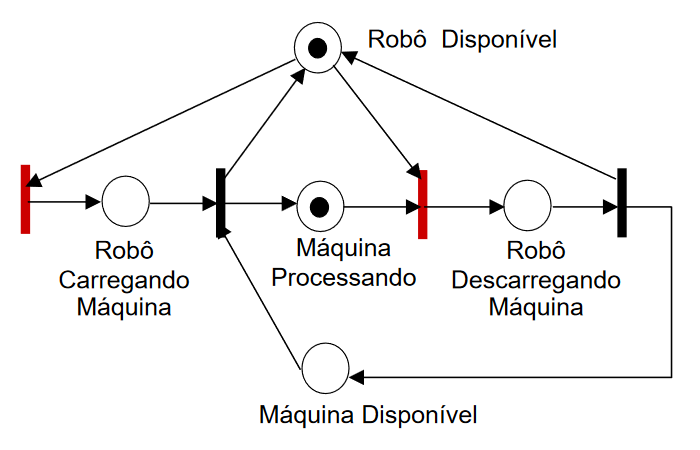 Robô Disponível
Robô
Carregando
Máquina
Máquina
Processando
Robô
Descarregando
Máquina
Máquina Disponível